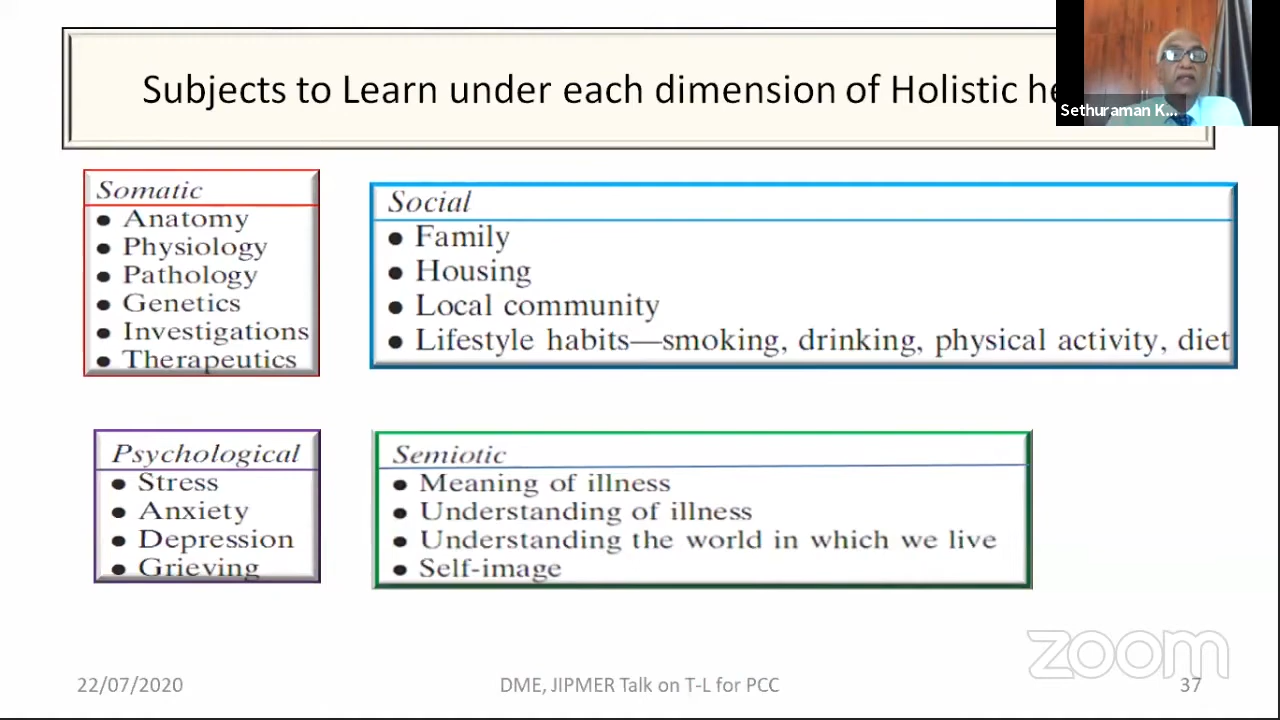 Subjects to Learn under each dimension of Holistic
Sethuraman K...
Somatic
• Anatomy
• Physiology
• Pathology
• Genetics
• Investigations
• Therapeutics
Social
• Family
• Housing
• Local community
• Lifestyle habits—smoking, drinking, physical activity, diet
Psychological
• Stress
• Anxiety
• Depression
• Grieving
Semiotic
• Meaning of illness
• Understanding of illness
• Understanding the world in which we live
• Self-image
zoom
22/07/2020
DME, JIPMER Talk on T-L for PCC
37